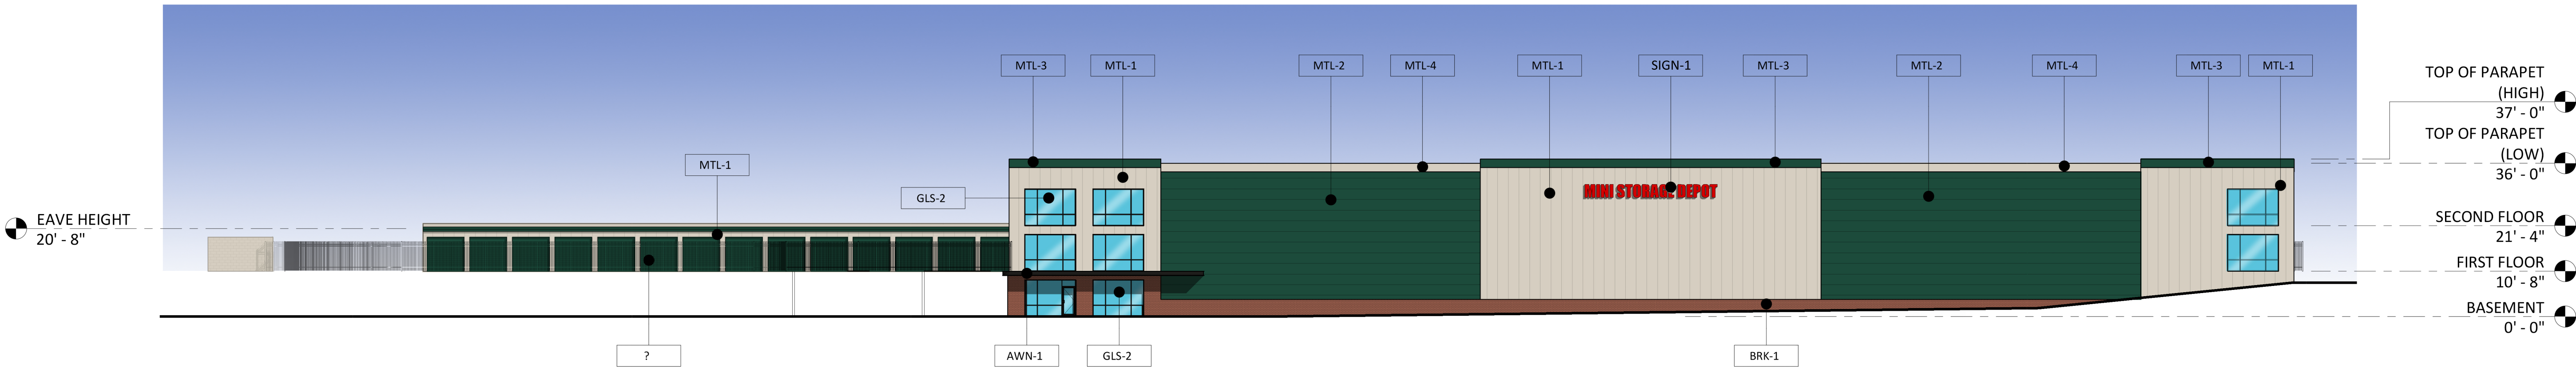 MTL-3
MTL-1
MTL-2
MTL-4
MTL-1
SIGN-1
MTL-3
MTL-2
MTL-4
MTL-3
MTL-1
TOP OF PARAPET
(HIGH)
37' - 0"
TOP OF PARAPET
(LOW)
36' - 0"
MTL-1
GLS-2
MINI STORAGE DEPOT
EAVE HEIGHT
20' - 8"
SECOND FLOOR
21' - 4"
FIRST FLOOR
10' - 8"
BASEMENT
0' - 0"
?
AWN-1
GLS-2
BRK-1